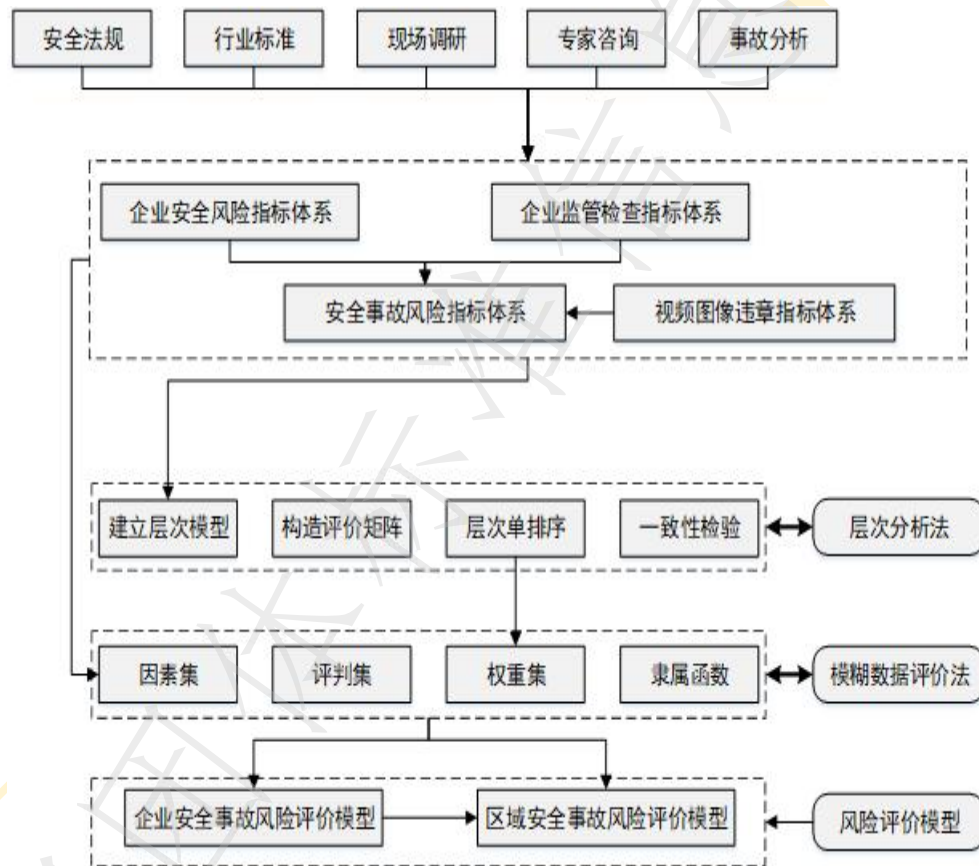 安全法规
行业标准
现场调研
专家咨询
事故分析
企业安全风险指标体系
企业监管检查指标体系
安全事故风险指标体系
视频图像违章指标体系
建立层次模型
构造评价矩阵
层次单排序
一致性检验
层次分析法
因素集
评判集
权重集
隶属函数
模糊数据评价法
企业安全事故风险评价模型
区域安全事故风险评价模型
风险评价模型
团体标准信息